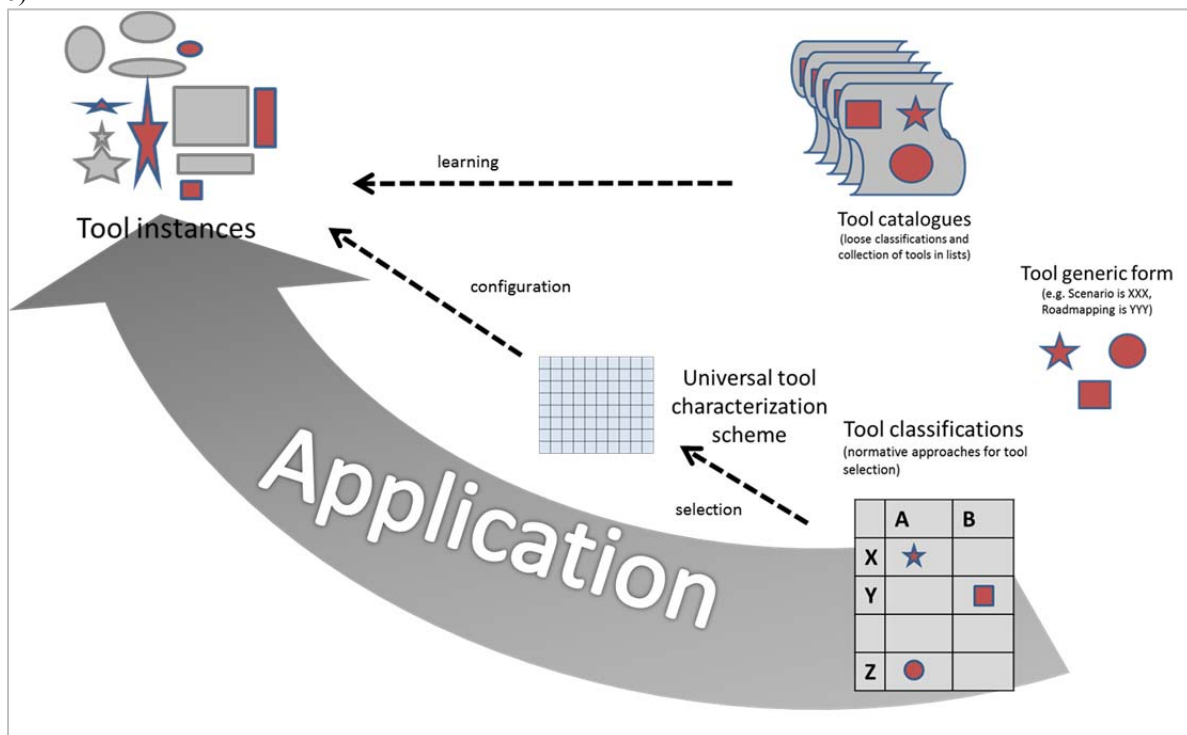 Tool instances
learning
Tool catalogues
(loose classifications and
collection of tools in lists)
Tool generic form
(e.g. Scenario is XXX,
Roadmapping is YYY)
configuration
Universal tool
characterization
scheme
Tool classifications
(normative approaches for tool
selection)
selection
Application
A B
X
Y
Z